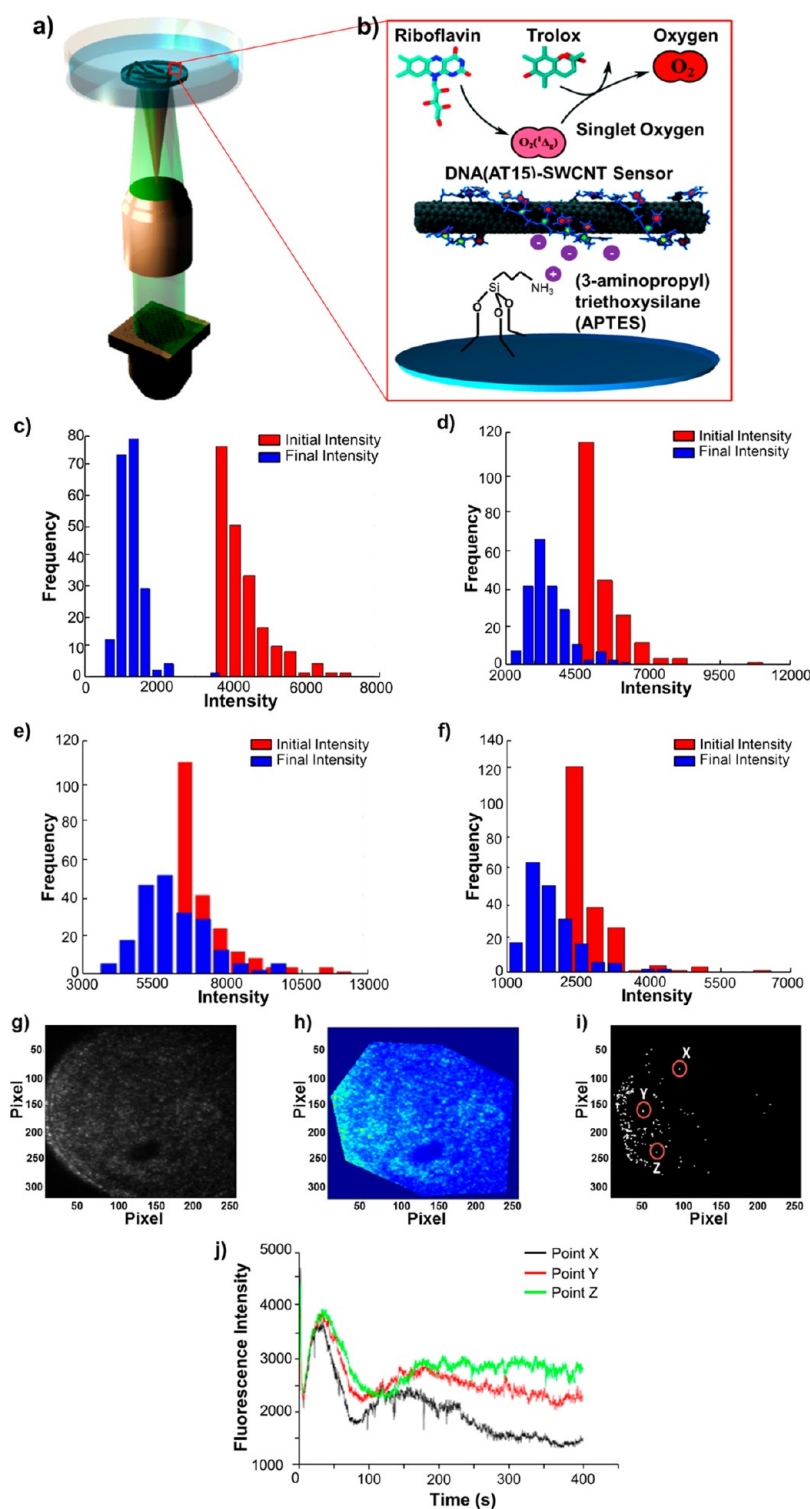 a)
b)
Riboflavin
Trolox
Oxygen
O2
O2(1Δg)
Singlet Oxygen
DNA(AT15)-SWCNT Sensor
- - -
+
Si
NH3
O
O
O
(3-aminopropyl)
triethoxysilane
(APTES)
c)
Initial Intensity
Final Intensity
Frequency
80
70
60
50
40
30
20
10
0
0 2000 4000 6000 8000
Intensity
d)
Initial Intensity
Final Intensity
Frequency
120
100
80
60
40
20
0
2000 4500 7000 9500 12000
Intensity
e)
Initial Intensity
Final Intensity
Frequency
120
100
80
60
40
20
0
3000 5500 8000 10500 13000
Intensity
f)
Initial Intensity
Final Intensity
Frequency
140
120
100
80
60
40
20
0
1000 2500 4000 5500 7000
Intensity
g)
Pixel
50
100
150
200
250
300
50 100 150 200 250
Pixel
h)
Pixel
50
100
150
200
250
300
50 100 150 200 250
Pixel
i)
X
Y
Z
Pixel
50
100
150
200
250
300
50 100 150 200 250
Pixel
j)
Point X
Point Y
Point Z
Fluorescence Intensity
5000
4000
3000
2000
1000
0 100 200 300 400 500 600
Time (s)